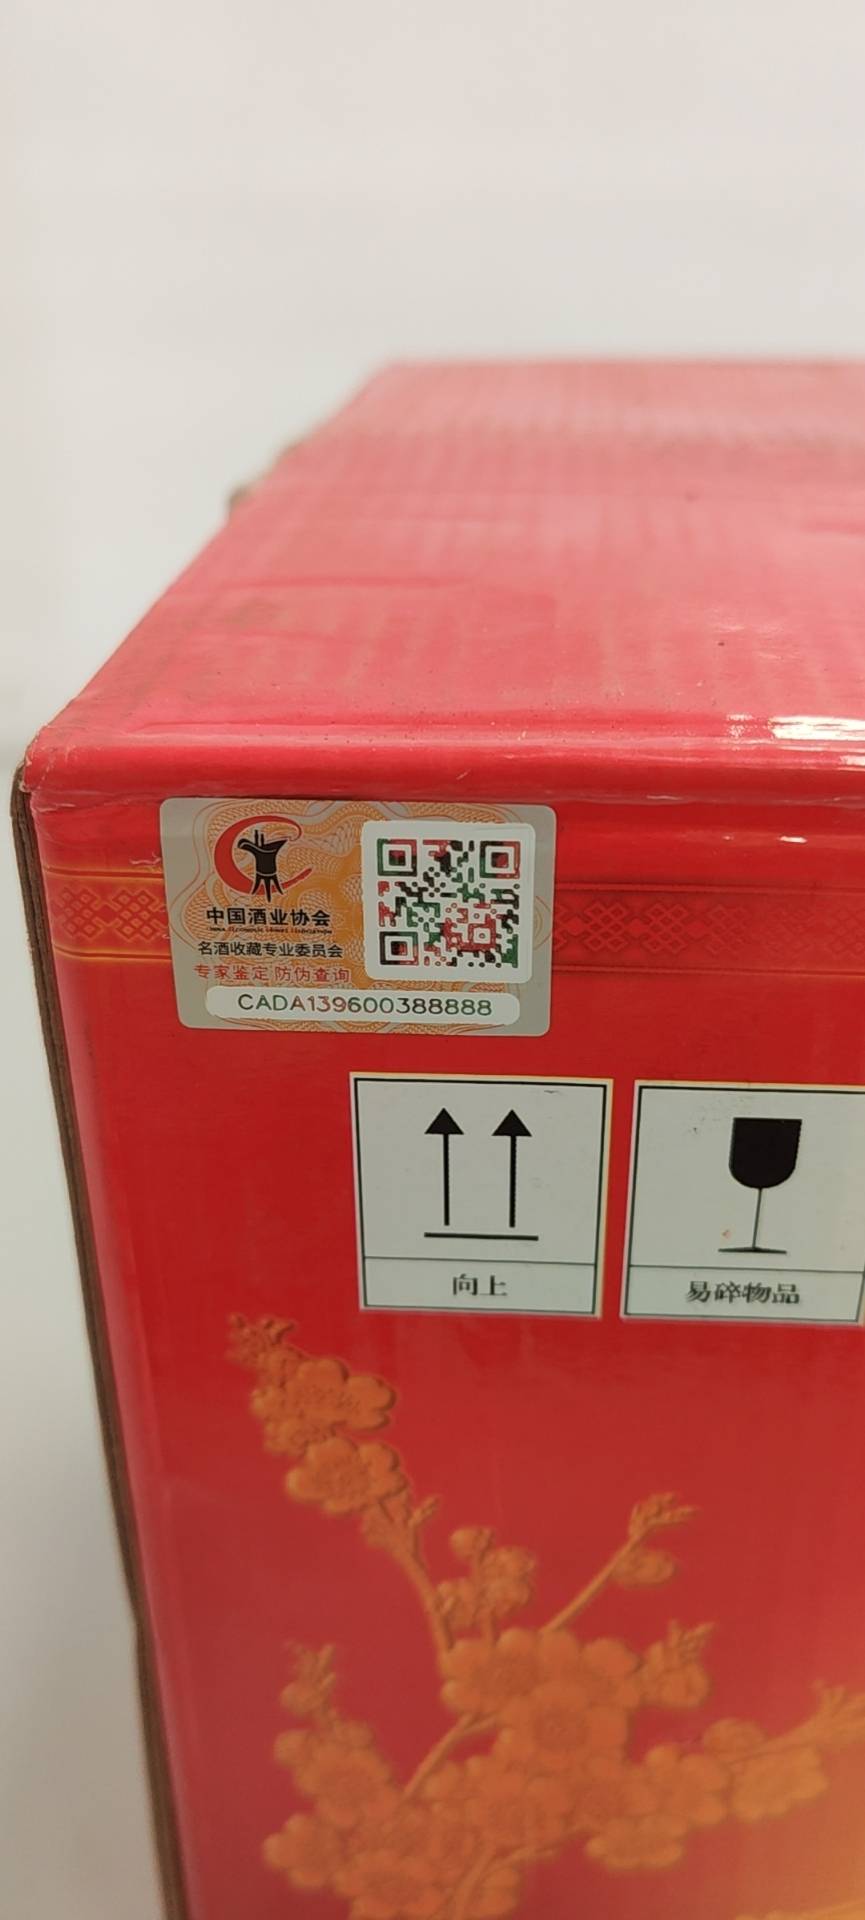 中国酒业协会
名酒收藏专业委员会
专家鉴定 防伪查询
CADA139600388888
向上
易碎物品